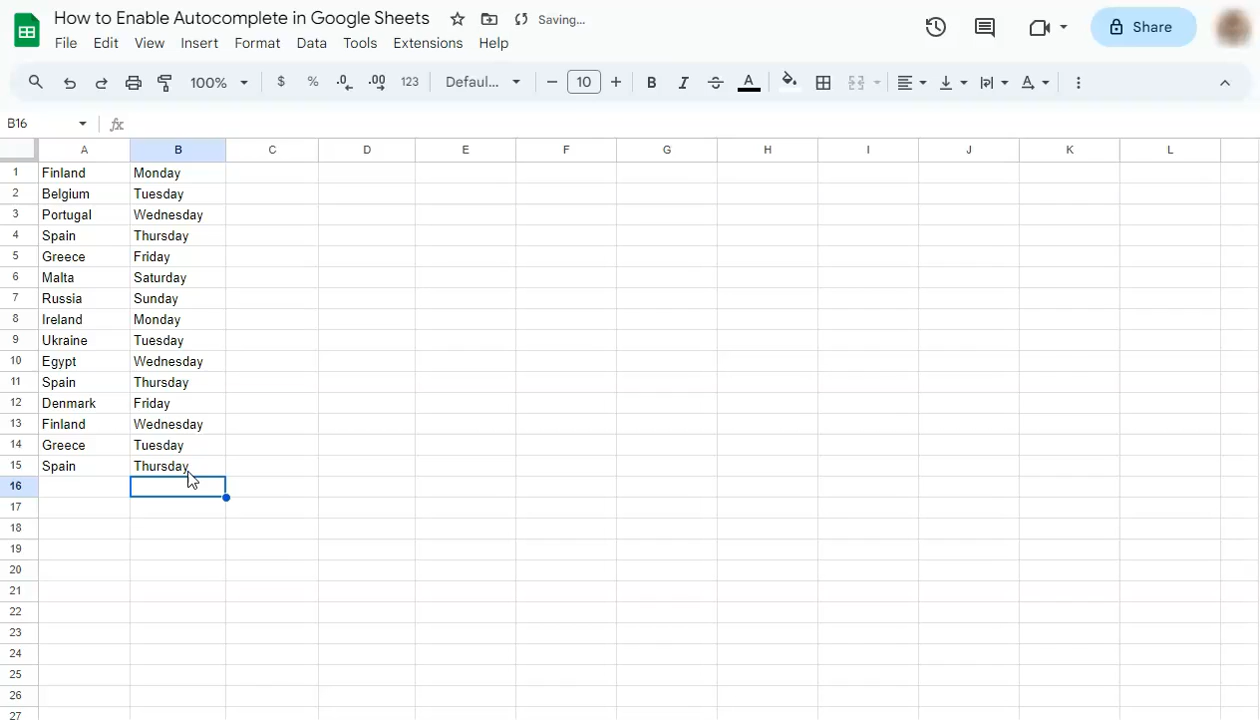 How to Enable Autocomplete in Google Sheets Saving...
File Edit View Insert Format Data Tools Extensions Help
Share
100% $ % .0 .00 123 Defaul... 10 B I S A A
B16 fx
A B C D E F G H I J K L
1 Finland Monday
2 Belgium Tuesday
3 Portugal Wednesday
4 Spain Thursday
5 Greece Friday
6 Malta Saturday
7 Russia Sunday
8 Ireland Monday
9 Ukraine Tuesday
10 Egypt Wednesday
11 Spain Thursday
12 Denmark Friday
13 Finland Wednesday
14 Greece Tuesday
15 Spain Thursday
16
17
18
19
20
21
22
23
24
25
26
27